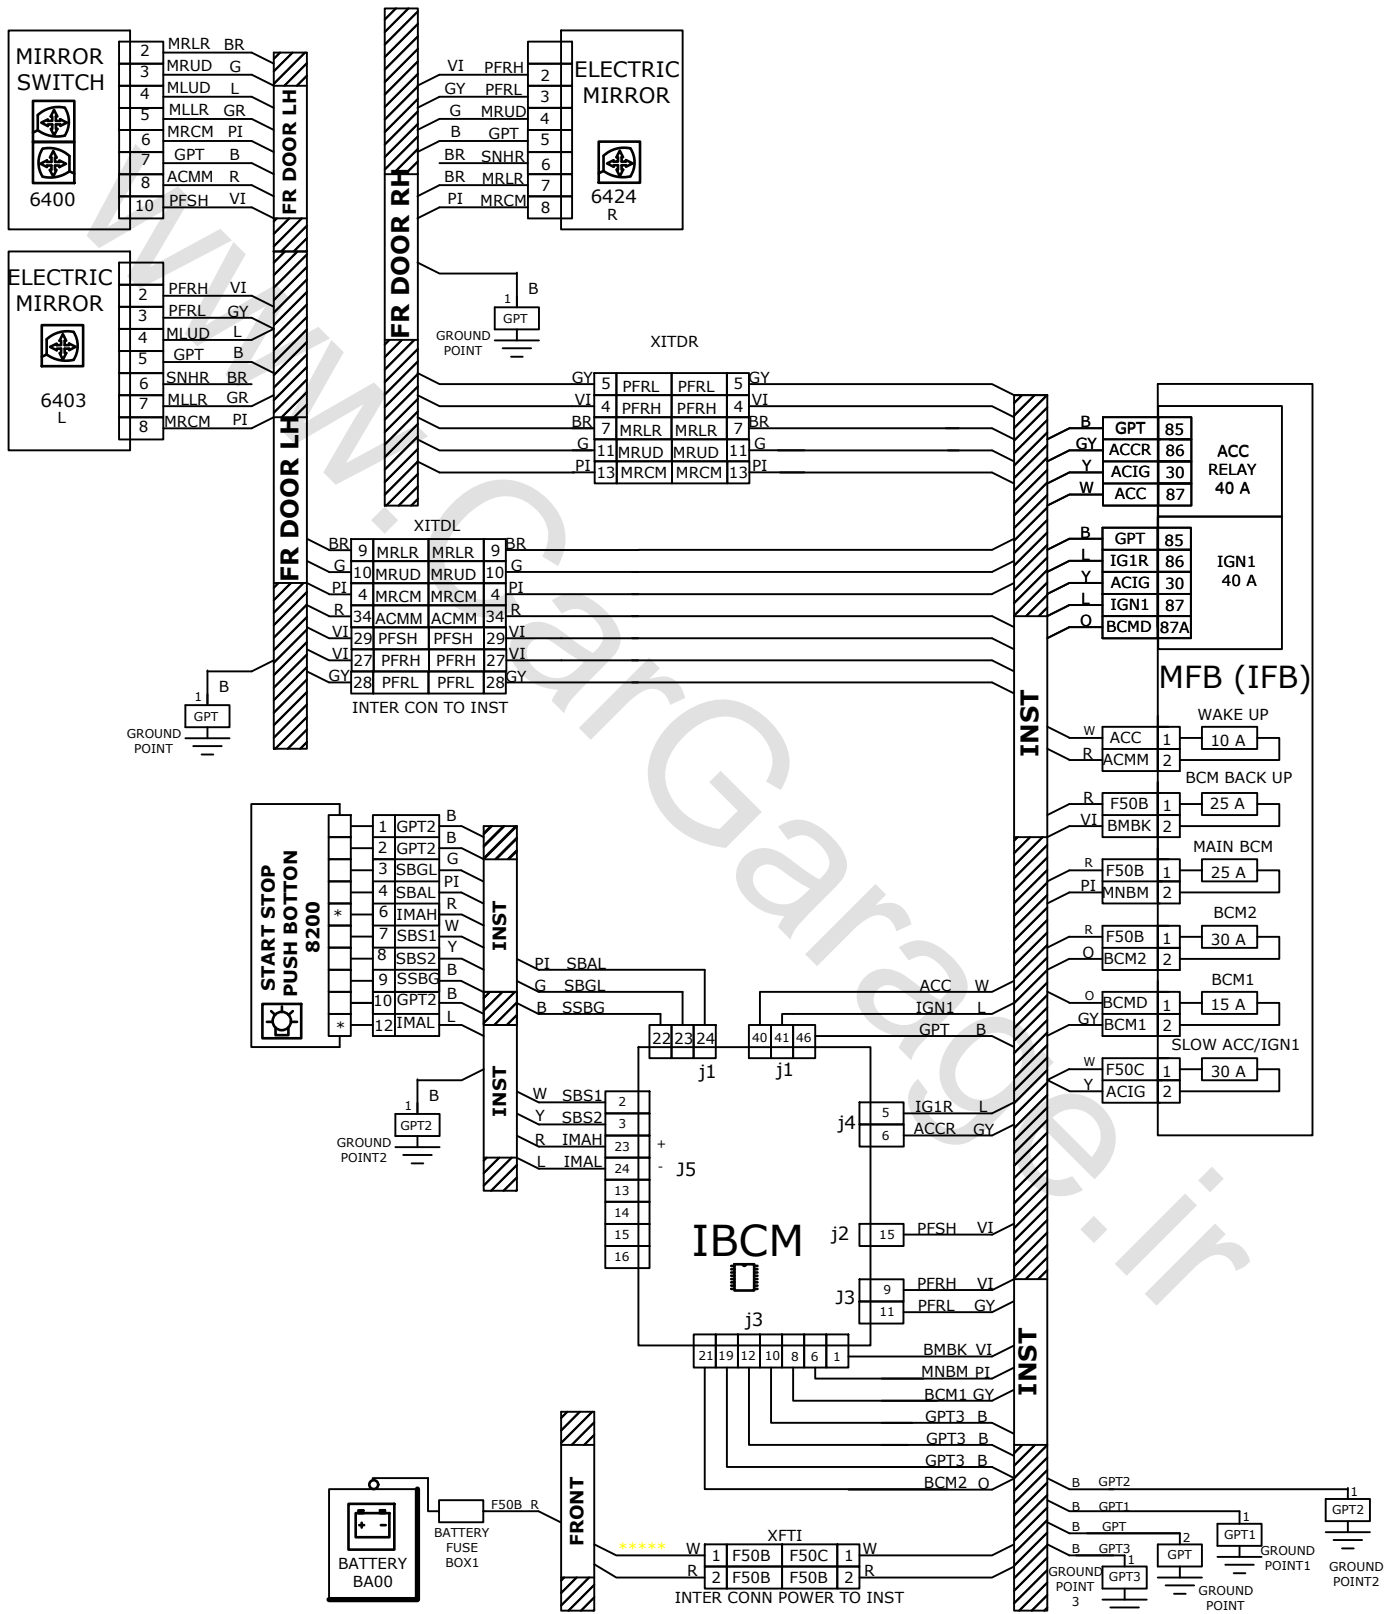 MIRROR
SWITCH
6400
2 MRLR BR
3 MRUD G
4 MLUD L
5 MLLR GR
6 MRCM PI
7 GPT B
8 ACMM R
10 PFSH VI
FR DOOR LH
ELECTRIC
MIRROR
6403
L
2 PFRH VI
3 PFRL GY
4 MLUD L
5 GPT B
6 SNHR BR
7 MLLR GR
8 MRCM PI
FR DOOR LH
FR DOOR RH
VI PFRH 2
GY PFRL 3
G MRUD 4
B GPT 5
BR SNHR 6
BR MRLR 7
PI MRCM 8
ELECTRIC
MIRROR
6424
R
1 B
GPT
GROUND
POINT
XITDR
GY 5 PFRL PFRL 5 GY
VI 4 PFRH PFRH 4 VI
BR 7 MRLR MRLR 7 BR
G 11 MRUD MRUD 11 G
PI 13 MRCM MRCM 13 PI
XITDL
BR 9 MRLR MRLR 9 BR
G 10 MRUD MRUD 10 G
PI 4 MRCM MRCM 4 PI
R 34 ACMM ACMM 34 R
VI 29 PFSH PFSH 29 VI
VI 27 PFRH PFRH 27 VI
GY 28 PFRL PFRL 28 GY
INTER CON TO INST
1 B
GPT
GROUND
POINT
B GPT 85
GY ACCR 86
Y ACIG 30
W ACC 87
ACC
RELAY
40 A
B GPT 85
L IG1R 86
Y ACIG 30
L IGN1 87
O BCMD 87A
IGN1
40 A
MFB (IFB)
INST
WAKE UP
W ACC 1 10 A
R ACMM 2
BCM BACK UP
R F50B 1 25 A
VI BMBK 2
MAIN BCM
R F50B 1 25 A
PI MNBM 2
BCM2
R F50B 1 30 A
O BCM2 2
BCM1
O BCMD 1 15 A
GY BCM1 2
SLOW ACC/IGN1
W F50C 1 30 A
Y ACIG 2
START STOP
PUSH BOTTON
8200
1 GPT2 B
2 GPT2 B
3 SBGL G
4 SBAL PI
* 6 IMAH R
7 SBS1 W
8 SBS2 Y
9 SSBG B
10 GPT2 B
* 12 IMAL L
INST
INST
1 B
GPT2
GROUND
POINT2
PI SBAL
G SBGL
B SSBG
22 23 24
j1
ACC W
IGN1 L
GPT B
40 41 46
j1
W SBS1 2
Y SBS2 3
R IMAH 23 +
L IMAL 24 - J5
13
14
15
16
j4
5 IG1R L
6 ACCR GY
IBCM
j2 15 PFSH VI
J3
9 PFRH VI
11 PFRL GY
j3
21 19 12 10 8 6 1
BMBK VI
MNBM PI
BCM1 GY
GPT3 B
GPT3 B
GPT3 B
BCM2 O
INST
BATTERY
BA00
BATTERY
FUSE
BOX1
F50B R
FRONT
*****
XFTI
W 1 F50B F50C 1 W
R 2 F50B F50B 2 R
INTER CONN POWER TO INST
B GPT2
B GPT1
B GPT
B GPT3
1
GPT3
GROUND
POINT
3
2
GPT
GROUND
POINT
1
GPT1
GROUND
POINT1
1
GPT2
GROUND
POINT2
www.CarGarage.ir